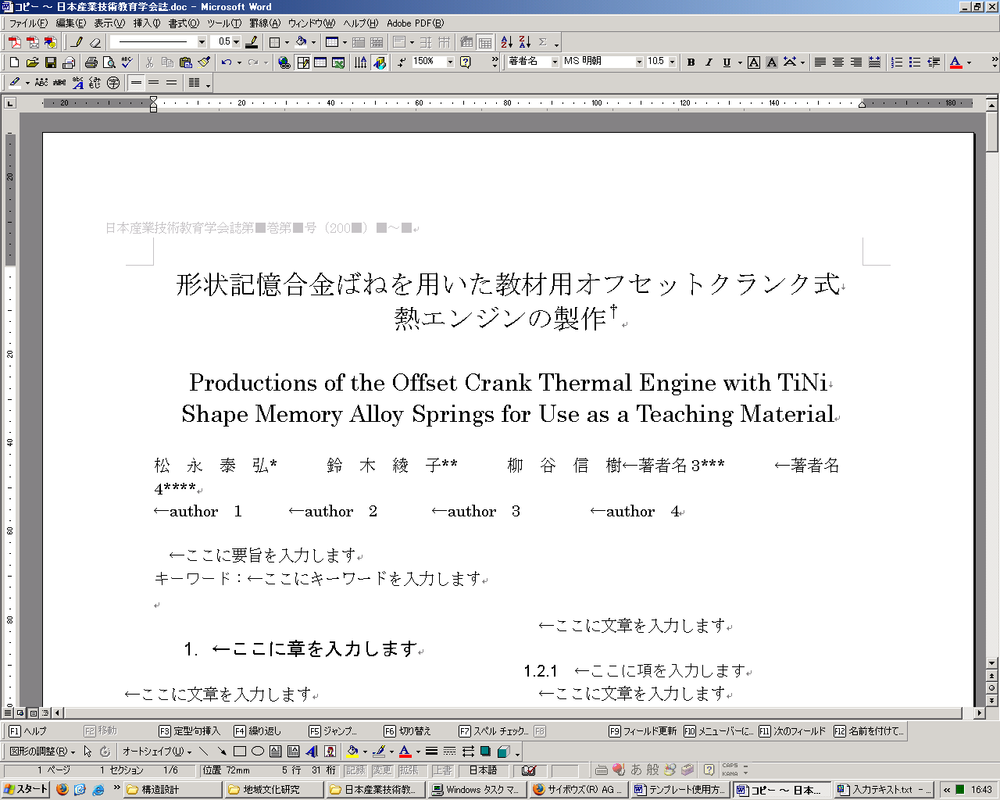 コピー ～ 日本産業技術教育学会誌.doc - Microsoft Word
ファイル(F) 編集(E) 表示(V) 挿入(I) 書式(O) ツール(T) 罫線(A) ウィンドウ(W) ヘルプ(H) Adobe PDF(B)
0.5
150% 著者名 MS 明朝 10.5 B I U A A A
20 20 40 60 80 100 120 140 180
日本産業技術教育学会誌第■巻第■号（200■）■～■
形状記憶合金ばねを用いた教材用オフセットクランク式
熱エンジンの製作†
Productions of the Offset Crank Thermal Engine with TiNi
Shape Memory Alloy Springs for Use as a Teaching Material
松 永 泰 弘* 鈴 木 綾 子** 柳 谷 信 樹←著者名3*** ←著者名
4****
←author 1 ←author 2 ←author 3 ←author 4
←ここに要旨を入力します
キーワード：←ここにキーワードを入力します
1. ←ここに章を入力します
←ここに文章を入力します
←ここに文章を入力します
1.2.1 ←ここに項を入力します
←ここに文章を入力します
F1 ヘルプ F2 移動 F3 定型句挿入 F4 繰り返し F5 ジャンプ... F6 切り替え F7 スペル チェック... F8 F9 フィールド更新 F10 メニューバーに... F11 次のフィールド F12 名前を付けて...
図形の調整(R) オートシェイプ(U)
1 ページ 1 セクション 1/6 位置 72mm 5 行 31 桁 記録 変更 拡張 上書 日本語 あ 般 CAPS KANA
スタート 構造設計 地域文化研究 日本産業技術教... Windows タスク マ... サイボウズ(R) AG ... テンプレート使用方... コピー ～ 日本... 入力テキスト.txt - ... 16:43